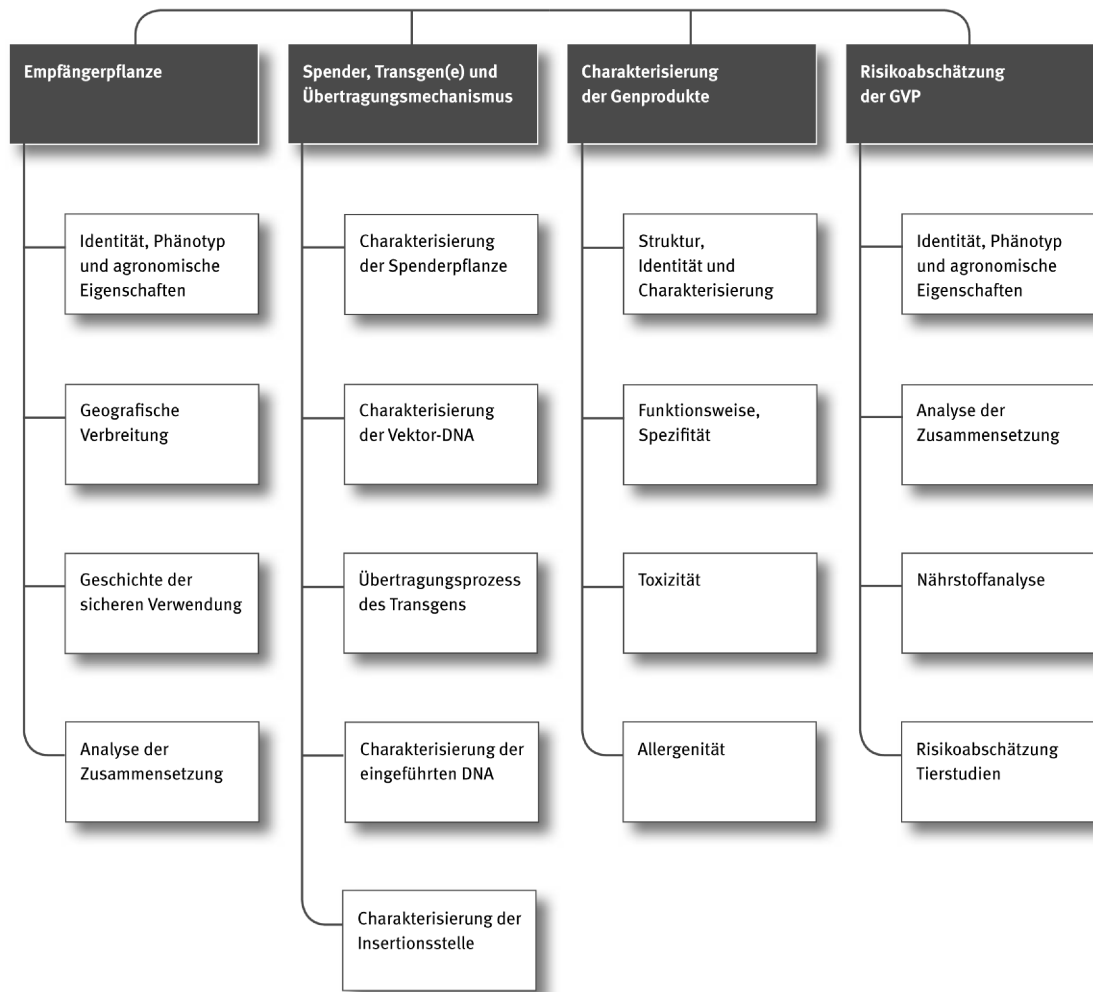 Empfängerpflanze
Identität, Phänotyp
und agronomische
Eigenschaften
Geografische
Verbreitung
Geschichte der
sicheren Verwendung
Analyse der
Zusammensetzung
Spender, Transgen(e) und
Übertragungsmechanismus
Charakterisierung
der Spenderpflanze
Charakterisierung
der Vektor-DNA
Übertragungsprozess
des Transgens
Charakterisierung der
eingeführten DNA
Charakterisierung der
Insertionsstelle
Charakterisierung
der Genprodukte
Struktur,
Identität und
Charakterisierung
Funktionsweise,
Spezifität
Toxizität
Allergenität
Risikoabschätzung
der GVP
Identität, Phänotyp
und agronomische
Eigenschaften
Analyse der
Zusammensetzung
Nährstoffanalyse
Risikoabschätzung
Tierstudien